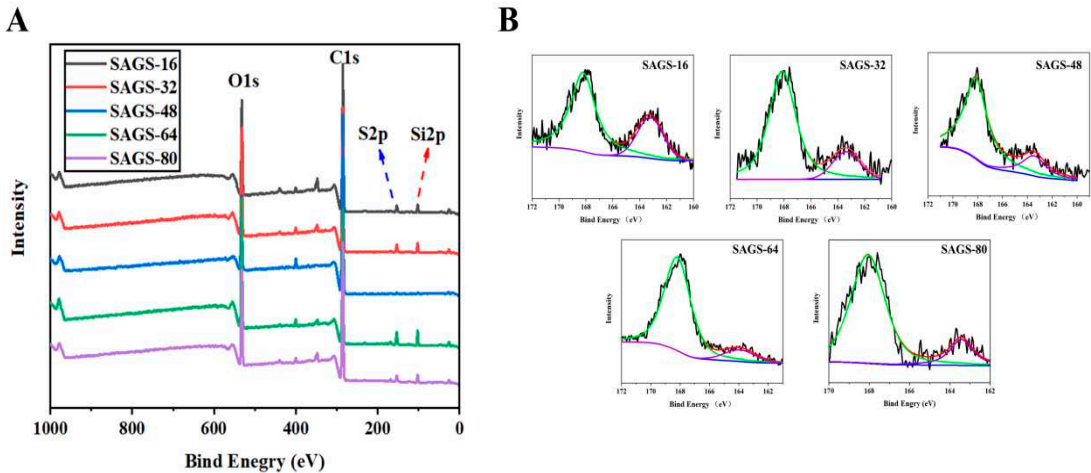 A
SAGS-16
SAGS-32
SAGS-48
SAGS-64
SAGS-80
O1s
C1s
S2p
Si2p
Intensity
1000 800 600 400 200 0
Bind Enegry (eV)
B
SAGS-16
Intensity
172 170 168 166 164 162 160
Bind Energy (eV)
SAGS-32
Intensity
172 170 168 166 164 162 160
Bind Energy (eV)
SAGS-48
Intensity
172 170 168 166 164 162 160
Bind Energy (eV)
SAGS-64
Intensity
172 170 168 166 164 162
Bind Energy (eV)
SAGS-80
Intensity
170 168 166 164 162
Bind Engry (eV)